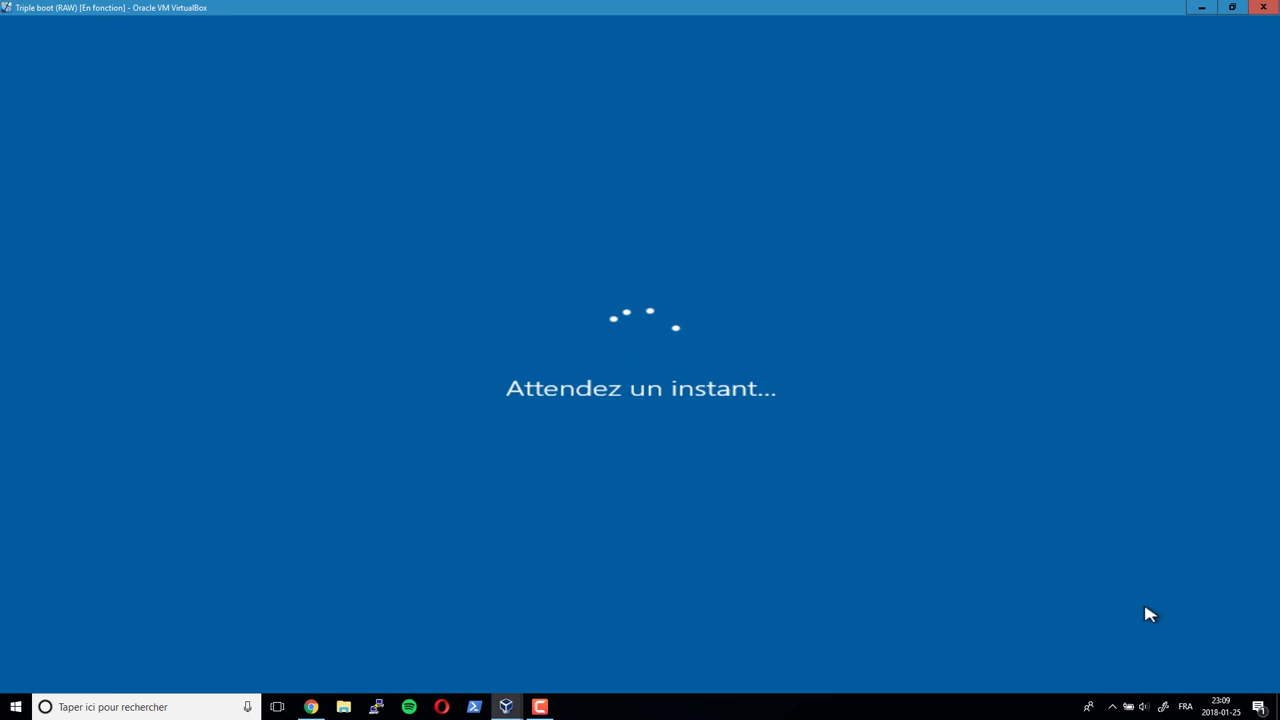 Triple boot (RAW) [En fonction] - Oracle VM VirtualBox
Attendez un instant...
Taper ici pour rechercher
FRA
23:09
2018-01-25
1